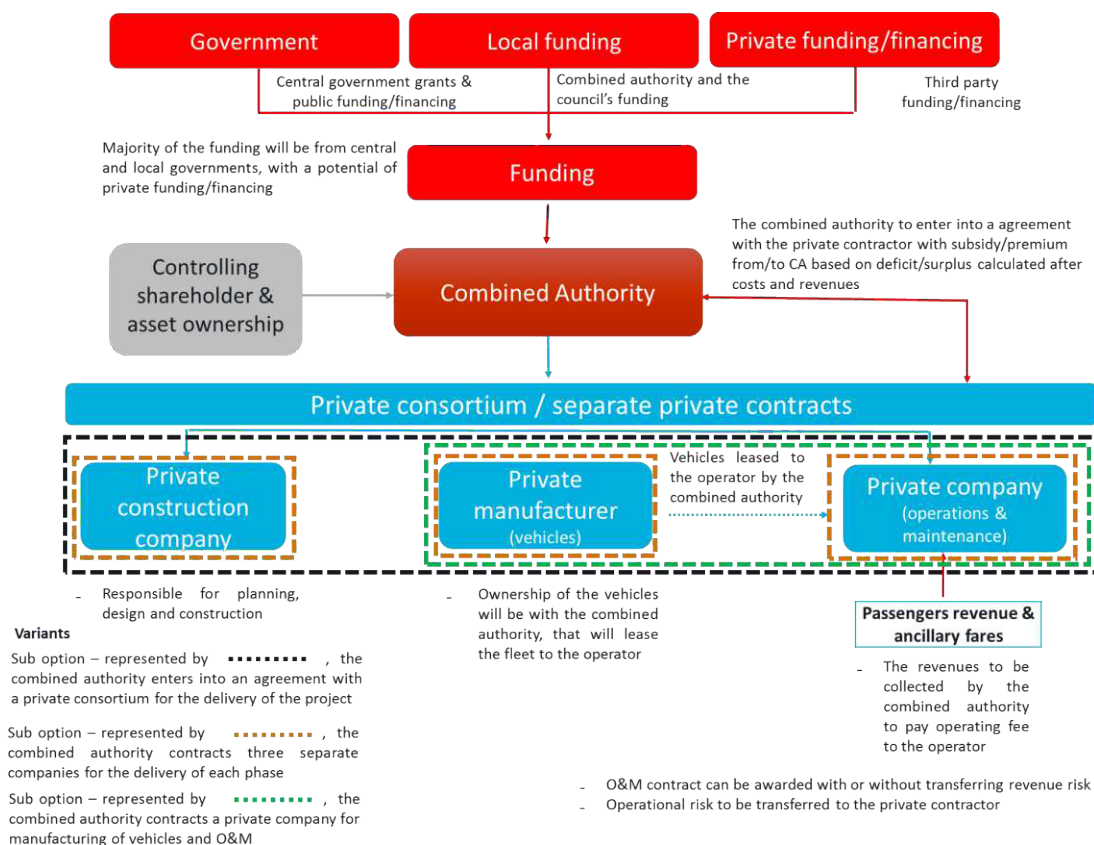 Government
Local funding
Private funding/financing
Central government grants &
public funding/financing
Combined authority and the
council's funding
Third party
funding/financing
Majority of the funding will be from central
and local governments, with a potential of
private funding/financing
Funding
The combined authority to enter into a agreement
with the private contractor with subsidy/premium
from/to CA based on deficit/surplus calculated after
costs and revenues
Controlling
shareholder &
asset ownership
Combined Authority
Private consortium / separate private contracts
Private
construction
company
Private
manufacturer
(vehicles)
Vehicles leased to
the operator by the
combined authority
Private company
(operations &
maintenance)
- Responsible for planning,
design and construction
- Ownership of the vehicles
will be with the combined
authority, that will lease
the fleet to the operator
Passengers revenue &
ancillary fares
- The revenues to be
collected by the
combined authority
to pay operating fee
to the operator
Variants
Sub option – represented by , the
combined authority enters into an agreement with
a private consortium for the delivery of the project
Sub option – represented by , the
combined authority contracts three separate
companies for the delivery of each phase
Sub option – represented by , the
combined authority contracts a private company for
manufacturing of vehicles and O&M
- O&M contract can be awarded with or without transferring revenue risk
- Operational risk to be transferred to the private contractor